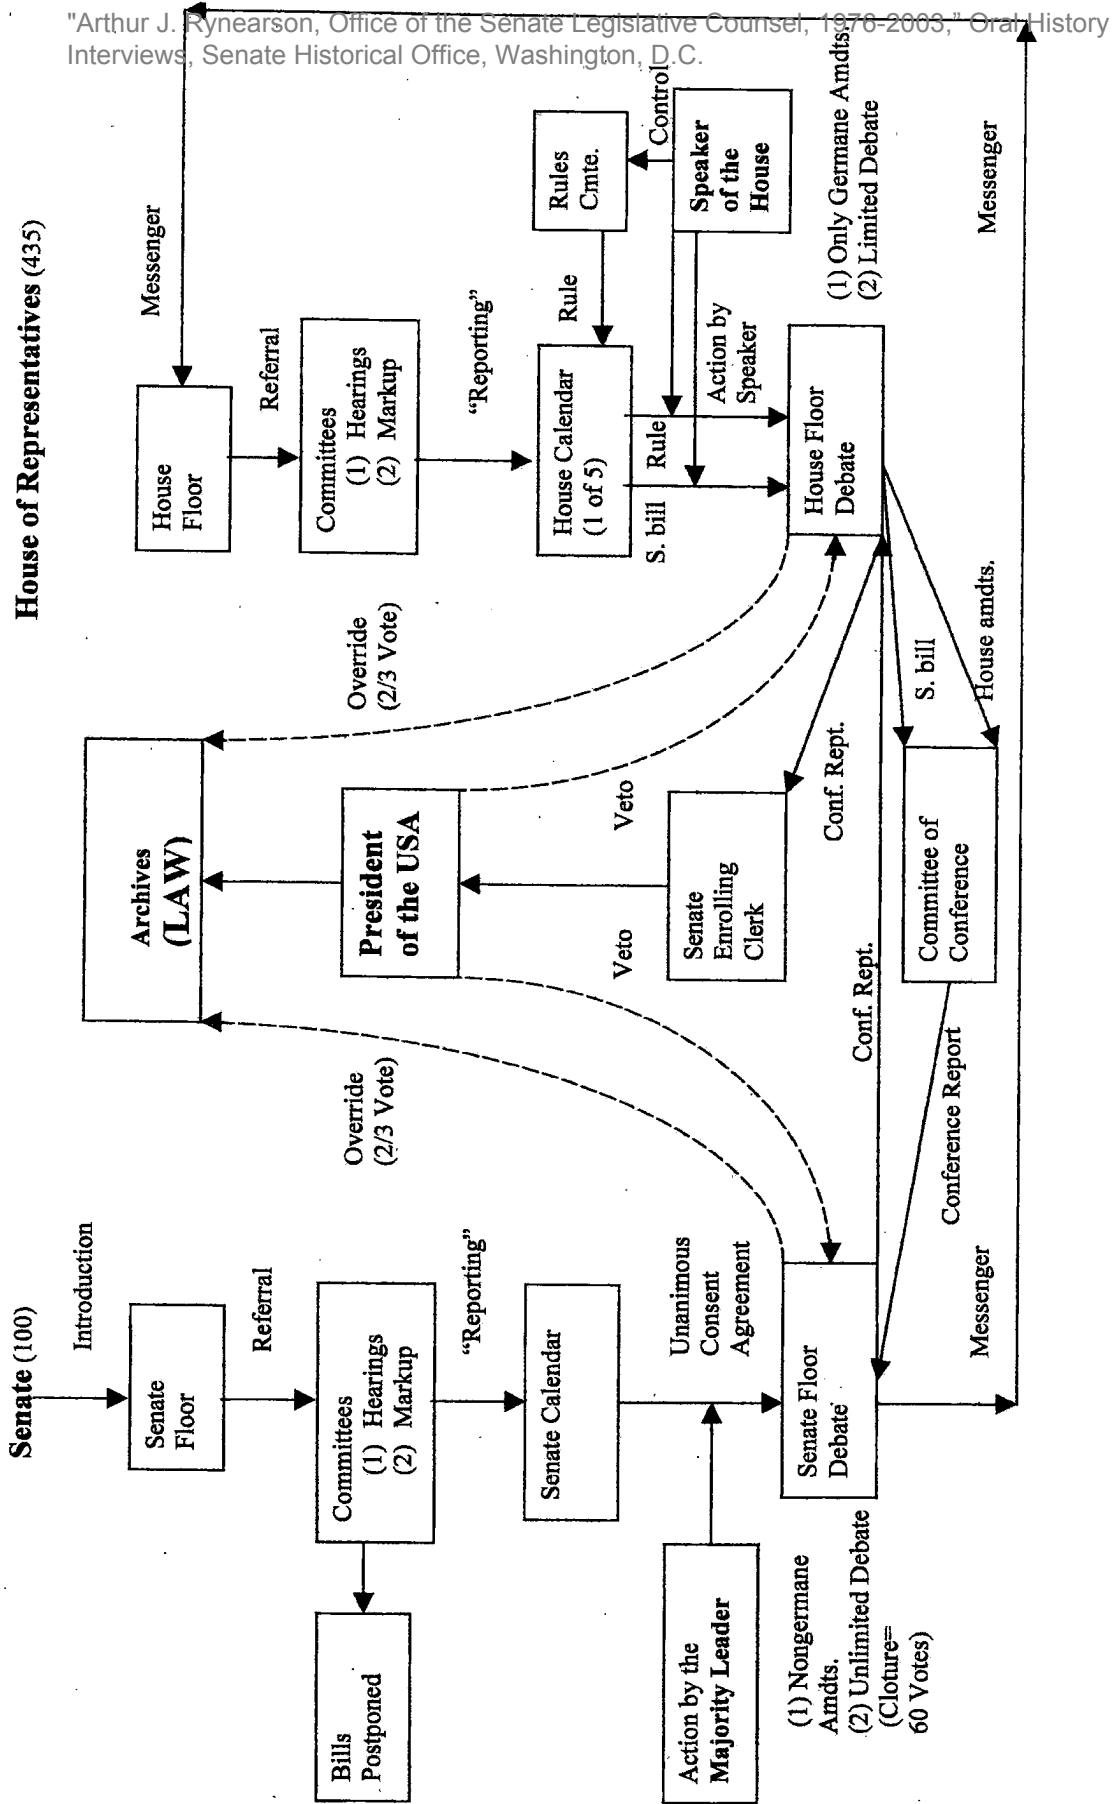 "Arthur J. Rynearson, Office of the Senate Legislative Counsel, 1976-2003," Oral History
Interviews, Senate Historical Office, Washington, D.C.
Senate (100)
House of Representatives (435)
Introduction
Senate
Floor
Referral
Committees
(1) Hearings
(2) Markup
Bills
Postponed
“Reporting”
Senate Calendar
Unanimous
Consent
Agreement
Action by the
Majority Leader
Senate Floor
Debate
(1) Nongermane
Amdts.
(2) Unlimited Debate
(Cloture=
60 Votes)
Messenger
Archives
(LAW)
Override
(2/3 Vote)
Override
(2/3 Vote)
President
of the USA
Veto
Veto
Senate
Enrolling
Clerk
Conf. Rept.
Conf. Rept.
Committee of
Conference
Conference Report
S. bill
House amdts.
Messenger
House
Floor
Referral
Committees
(1) Hearings
(2) Markup
“Reporting”
House Calendar
(1 of 5)
Rule
Rules
Cmte.
Control
Speaker
of the
House
S. bill
Rule
Action by
Speaker
House Floor
Debate
(1) Only Germane Amdts.
(2) Limited Debate
Messenger